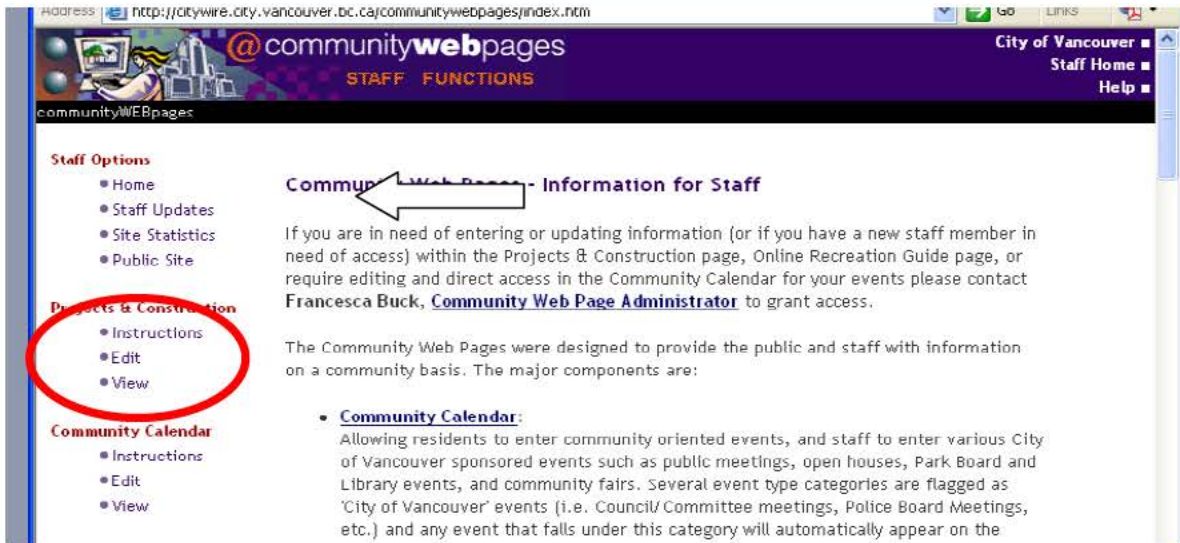 Address http://citywire.city.vancouver.bc.ca/communitywebpages/index.htm Go Links
@communitywebpages
STAFF FUNCTIONS
City of Vancouver
Staff Home
Help
communityWEBpages
Staff Options
Home
Staff Updates
Site Statistics
Public Site
Projects & Construction
Instructions
Edit
View
Community Calendar
Instructions
Edit
View
Community Web Pages - Information for Staff
If you are in need of entering or updating information (or if you have a new staff member in
need of access) within the Projects & Construction page, Online Recreation Guide page, or
require editing and direct access in the Community Calendar for your events please contact
Francesca Buck, Community Web Page Administrator to grant access.
The Community Web Pages were designed to provide the public and staff with information
on a community basis. The major components are:
Community Calendar:
Allowing residents to enter community oriented events, and staff to enter various City
of Vancouver sponsored events such as public meetings, open houses, Park Board and
Library events, and community fairs. Several event type categories are flagged as
'City of Vancouver' events (i.e. Council/Committee meetings, Police Board Meetings,
etc.) and any event that falls under this category will automatically appear on the